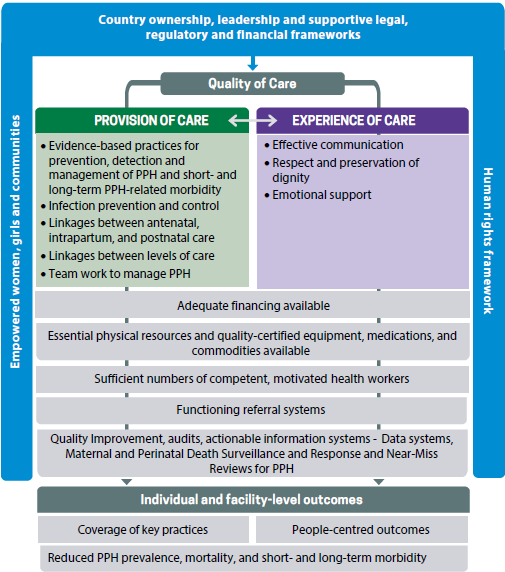 Country ownership, leadership and supportive legal,
regulatory and financial frameworks
Empowered women, girls and communities
Quality of Care
PROVISION OF CARE
• Evidence-based practices for
prevention, detection and
management of PPH and short- and
long-term PPH-related morbidity
• Infection prevention and control
• Linkages between antenatal,
intrapartum, and postnatal care
• Linkages between levels of care
• Team work to manage PPH
EXPERIENCE OF CARE
• Effective communication
• Respect and preservation of
dignity
• Emotional support
Human rights framework
Adequate financing available
Essential physical resources and quality-certified equipment, medications, and
commodities available
Sufficient numbers of competent, motivated health workers
Functioning referral systems
Quality Improvement, audits, actionable information systems - Data systems,
Maternal and Perinatal Death Surveillance and Response and Near-Miss
Reviews for PPH
Individual and facility-level outcomes
Coverage of key practices
People-centred outcomes
Reduced PPH prevalence, mortality, and short- and long-term morbidity